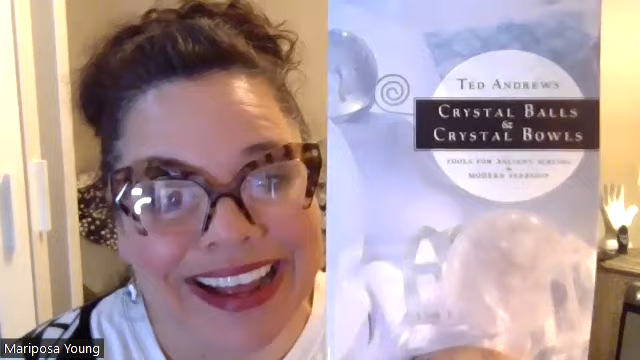 TED ANDREWS
CRYSTAL BALLS
&
CRYSTAL BOWLS
TOOLS FOR ANCIENT SCRYING
&
MODERN SEERSHIP
Mariposa Young